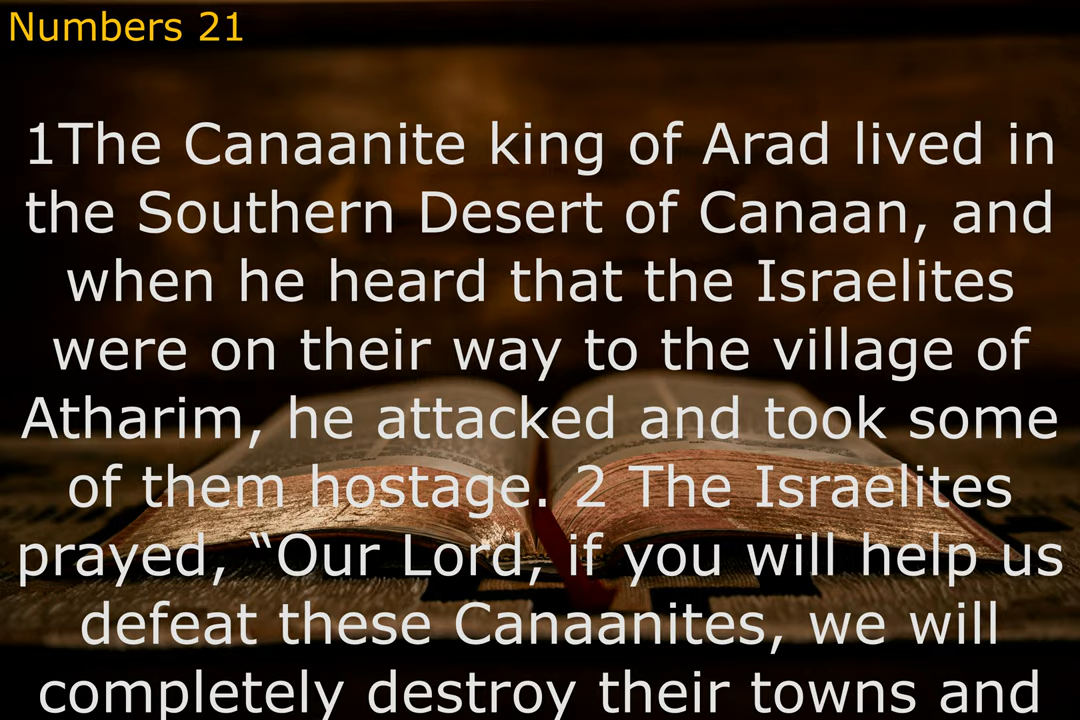 Numbers 21
1The Canaanite king of Arad lived in
the Southern Desert of Canaan, and
when he heard that the Israelites
were on their way to the village of
Atharim, he attacked and took some
of them hostage. 2 The Israelites
prayed, “Our Lord, if you will help us
defeat these Canaanites, we will
completely destroy their towns and